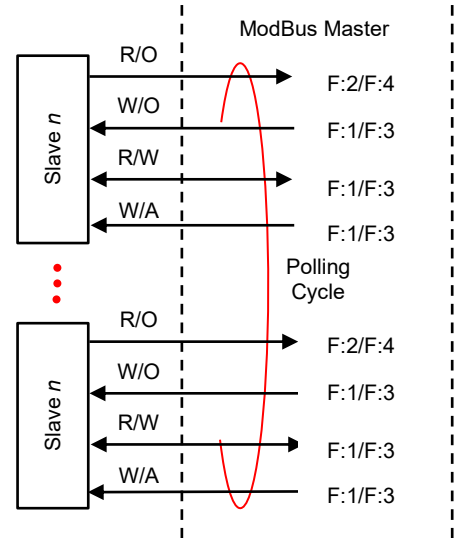 ModBus Master
R/O
F:2/F:4
W/O
F:1/F:3
Slave n
R/W
F:1/F:3
W/A
F:1/F:3
Polling
Cycle
R/O
F:2/F:4
W/O
F:1/F:3
Slave n
R/W
F:1/F:3
W/A
F:1/F:3